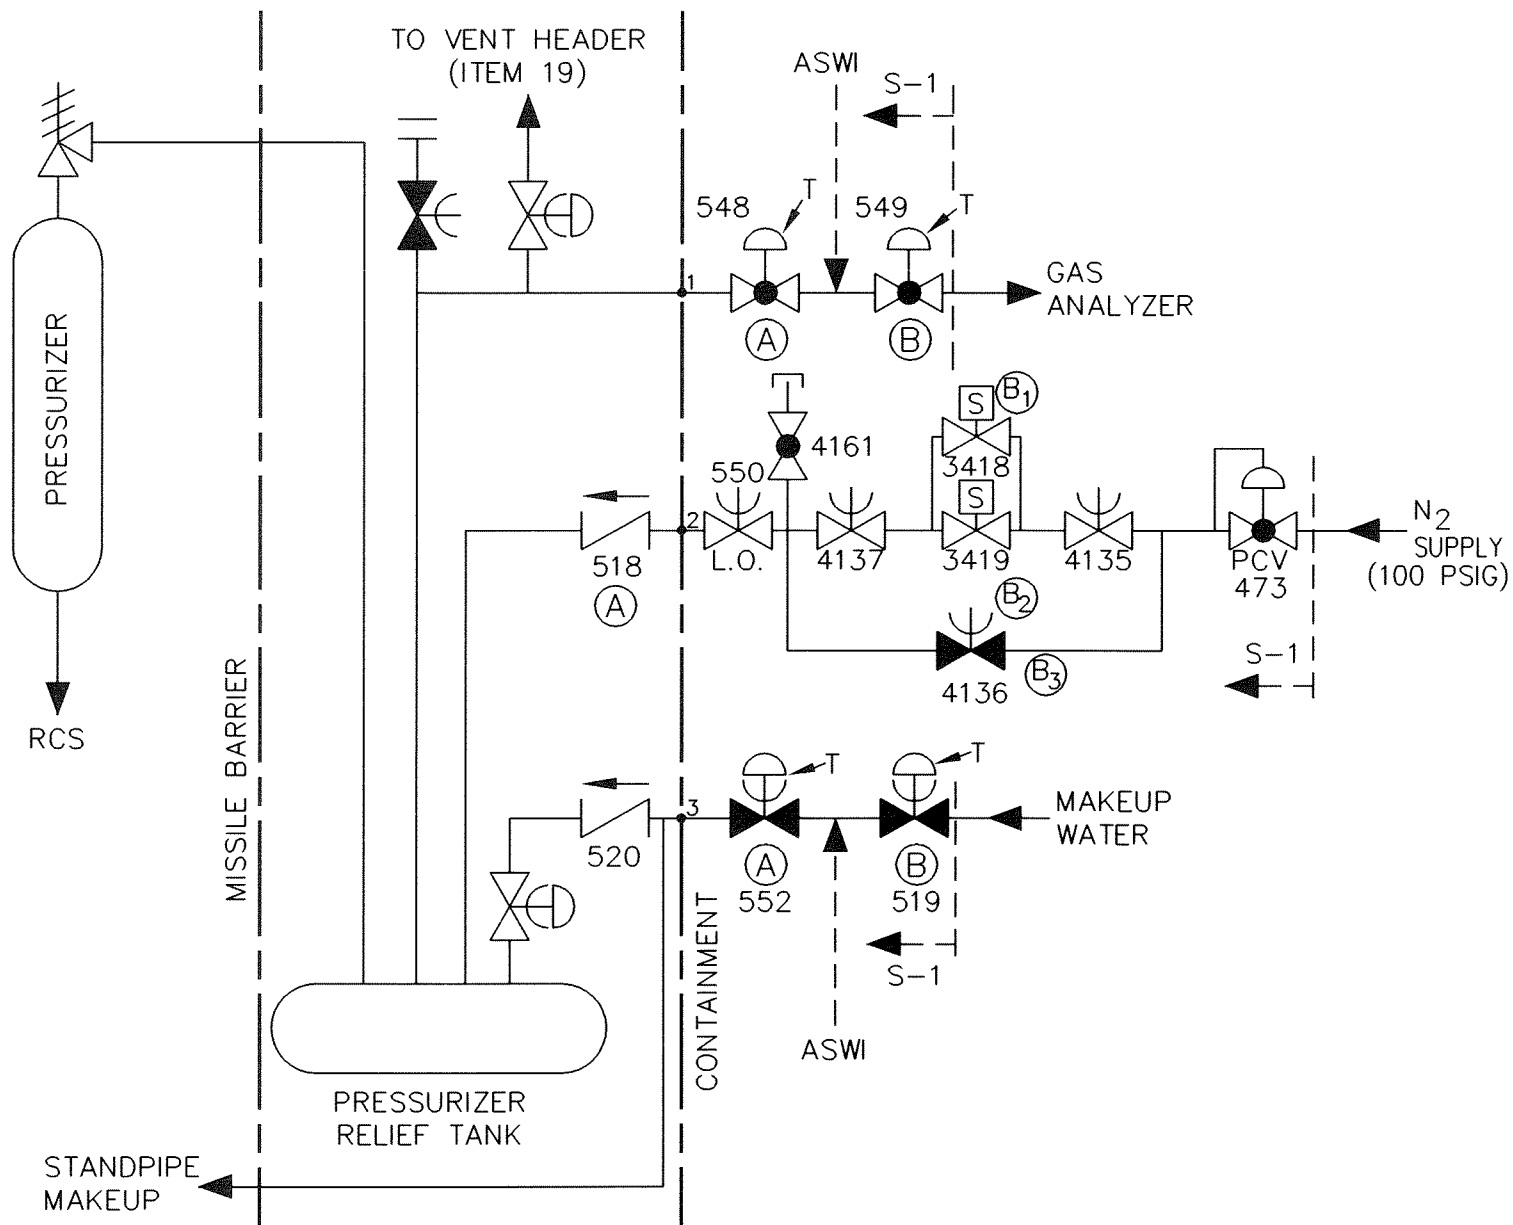 TO VENT HEADER
(ITEM 19)
ASWI
S-1
548
T
549
T
1
GAS
ANALYZER
A
B
PRESSURIZER
S
B1
4161
3418
550
S
2
N2
SUPPLY
(100 PSIG)
518
L.O.
4137
3419
4135
PCV
473
A
B2
B3
4136
S-1
RCS
MISSILE BARRIER
T
T
3
MAKEUP
WATER
520
A
B
552
519
S-1
CONTAINMENT
ASWI
PRESSURIZER
RELIEF TANK
STANDPIPE
MAKEUP